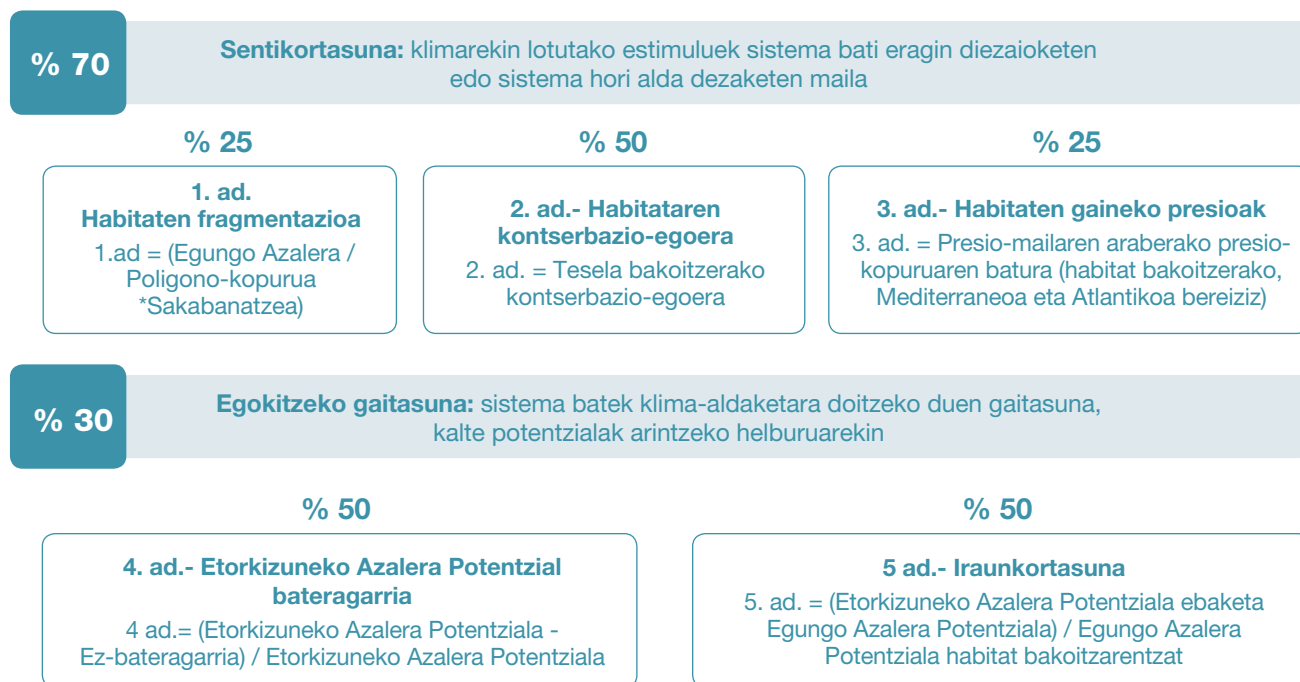 % 70
Sentikortasuna: klimarekin lotutako estimuluek sistema bati eragin diezaioketen
edo sistema hori alda dezaketen maila
% 25
1. ad.
Habitaten fragmentazioa
1.ad = (Egungo Azalera /
Poligono-kopurua
*Sakabanatzea)
% 50
2. ad.- Habitataren
kontserbazio-egoera
2. ad. = Tesela bakoitzerako
kontserbazio-egoera
% 25
3. ad.- Habitaten gaineko presioak
3. ad. = Presio-mailaren araberako presio-
kopuruaren batura (habitat bakoitzerako,
Mediterraneoa eta Atlantikoa bereiziz)
% 30
Egokitzeko gaitasuna: sistema batek klima-aldaketara doitzeko duen gaitasuna,
kalte potentzialak arintzeko helburuarekin
% 50
4. ad.- Etorkizuneko Azalera Potentzial
bateragarria
4 ad.= (Etorkizuneko Azalera Potentziala -
Ez-bateragarria) / Etorkizuneko Azalera Potentziala
% 50
5 ad.- Iraunkortasuna
5. ad. = (Etorkizuneko Azalera Potentziala ebaketa
Egungo Azalera Potentziala) / Egungo Azalera
Potentziala habitat bakoitzarentzat